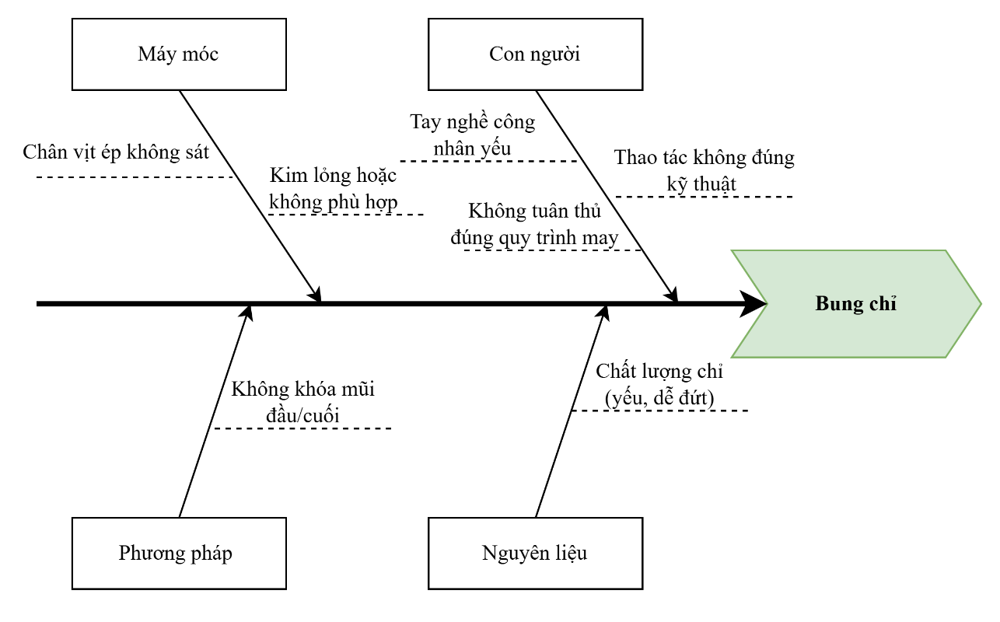 Máy móc
Con người
Tay nghề công
nhân yếu
Chân vịt ép không sát
Thao tác không đúng
kỹ thuật
Kim lỏng hoặc
không phù hợp
Không tuân thủ
đúng quy trình may
Bung chỉ
Chất lượng chỉ
(yếu, dễ đứt)
Không khóa mũi
đầu/cuối
Phương pháp
Nguyên liệu